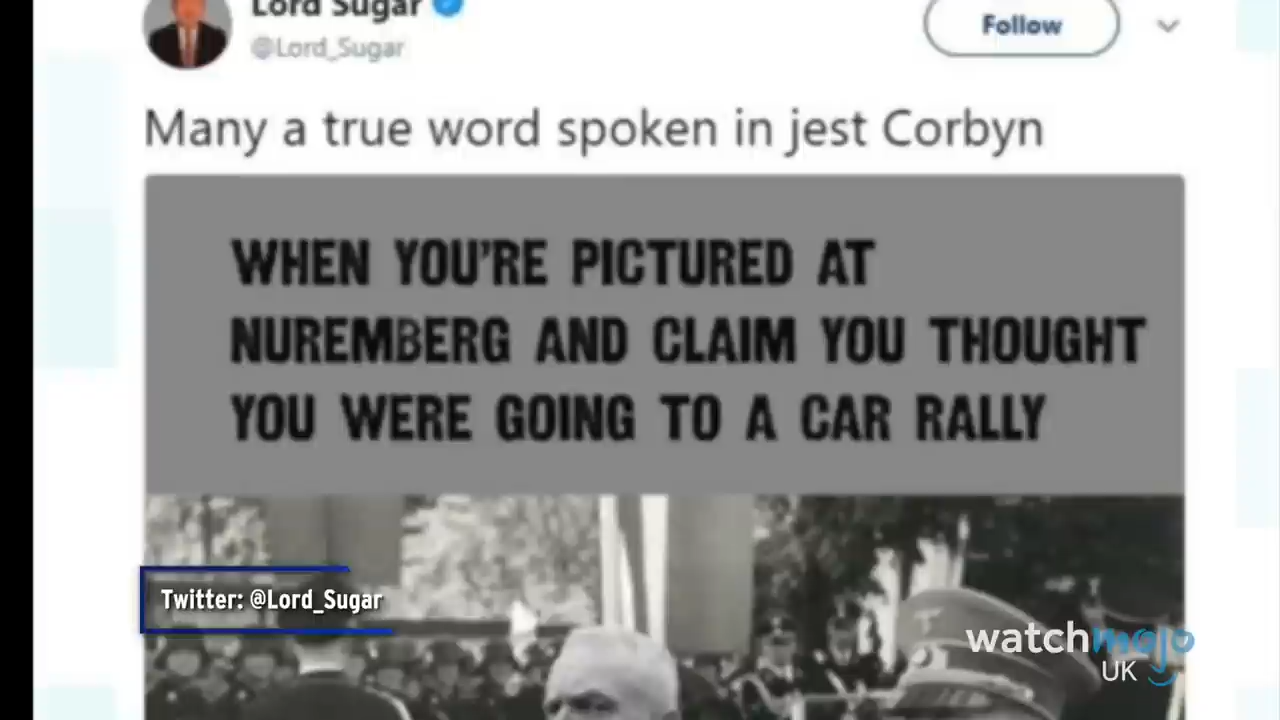 Lord Sugar
@Lord_Sugar
Follow
Many a true word spoken in jest Corbyn
WHEN YOU'RE PICTURED AT
NUREMBERG AND CLAIM YOU THOUGHT
YOU WERE GOING TO A CAR RALLY
Twitter: @Lord_Sugar
watchmojo
UK